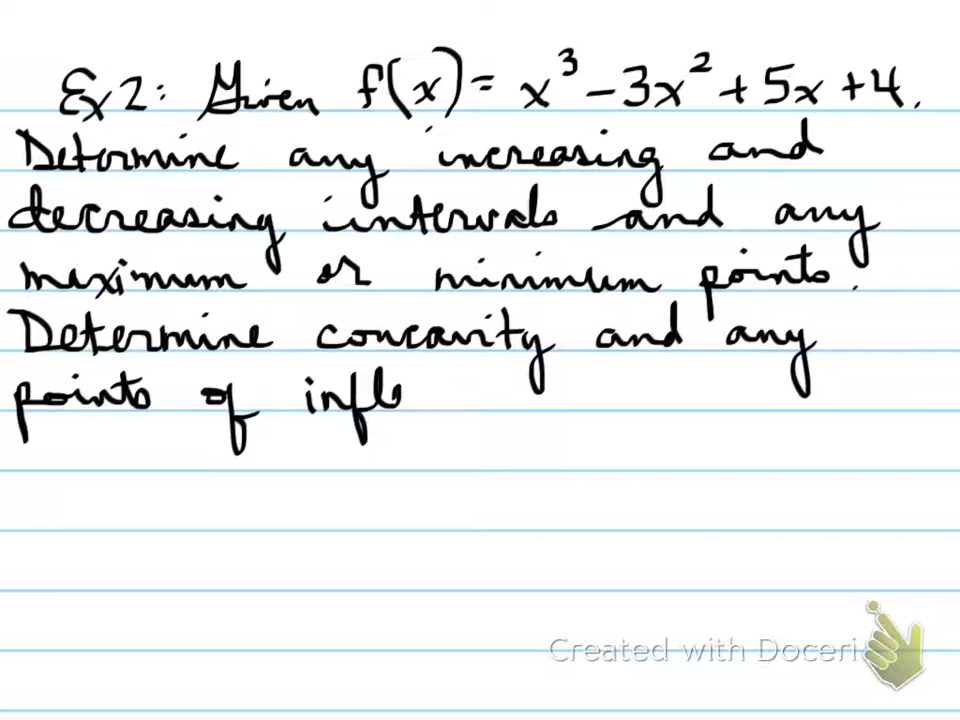 Ex 2: Given f(x) = x³ - 3x² + 5x + 4.
Determine any increasing and
decreasing intervals and any
maximum or minimum points.
Determine concavity and any
points of infle
Created with Doceri